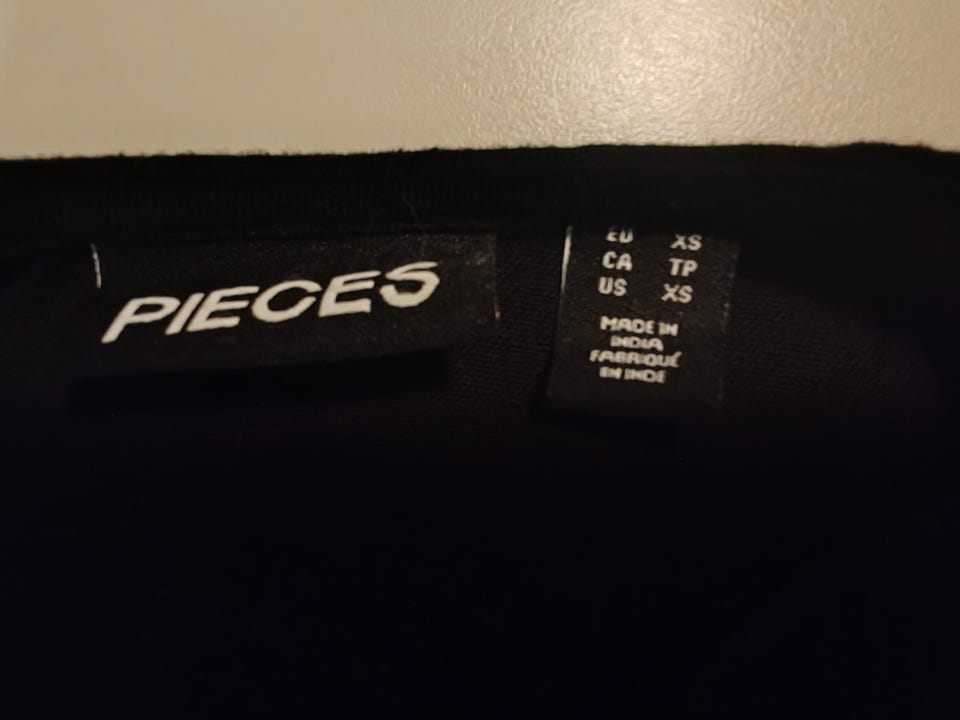 PIECES
EU XS
CA TP
US XS
MADE IN
INDIA
FABRIQUÉ
EN INDE